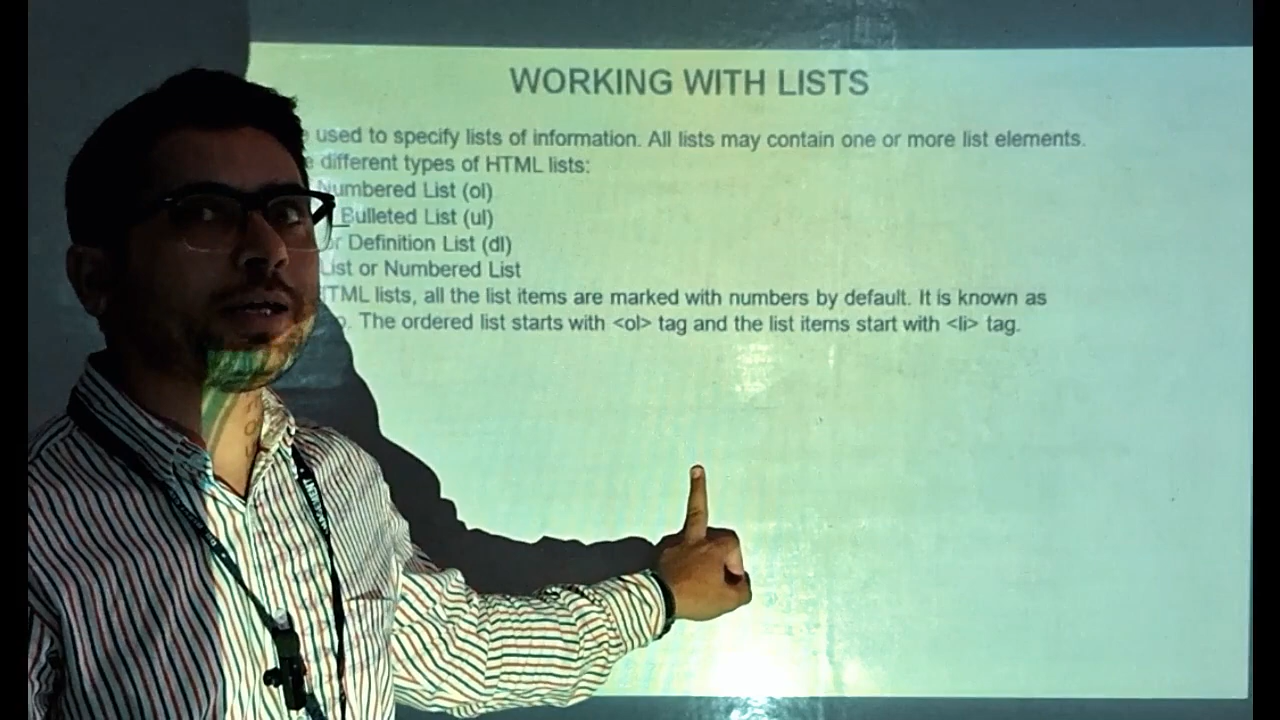 WORKING WITH LISTS
used to specify lists of information. All lists may contain one or more list elements.
different types of HTML lists:
Numbered List (ol)
Bulleted List (ul)
Definition List (dl)
List or Numbered List
lists, all the list items are marked with numbers by default. It is known as
The ordered list starts with <ol> tag and the list items start with <li> tag.